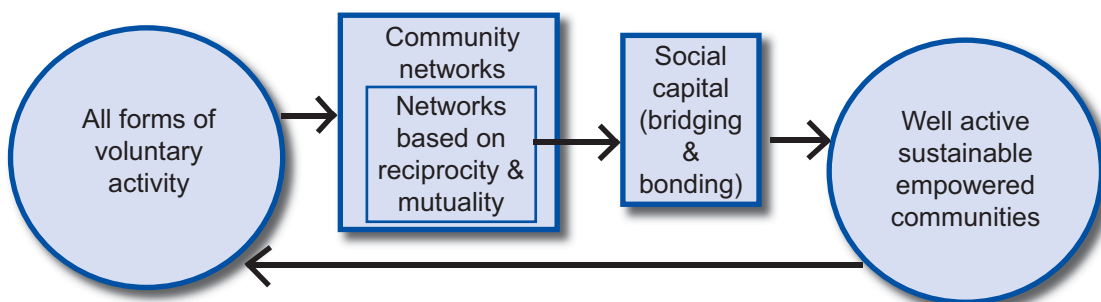 All forms of
voluntary
activity
Community
networks
Networks
based on
reciprocity &
mutuality
Social
capital
(bridging
&
bonding)
Well active
sustainable
empowered
communities